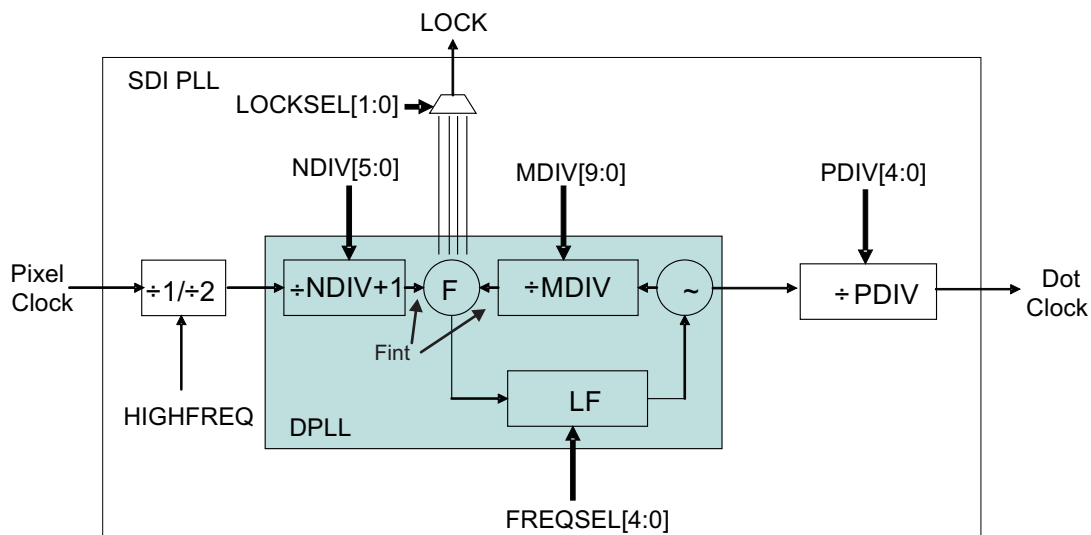 LOCK
SDI PLL
LOCKSEL[1:0]
NDIV[5:0]
MDIV[9:0]
PDIV[4:0]
Pixel
Clock
÷1/÷2
÷NDIV+1
F
÷MDIV
~
÷PDIV
Dot
Clock
Fint
HIGHFREQ
LF
DPLL
FREQSEL[4:0]